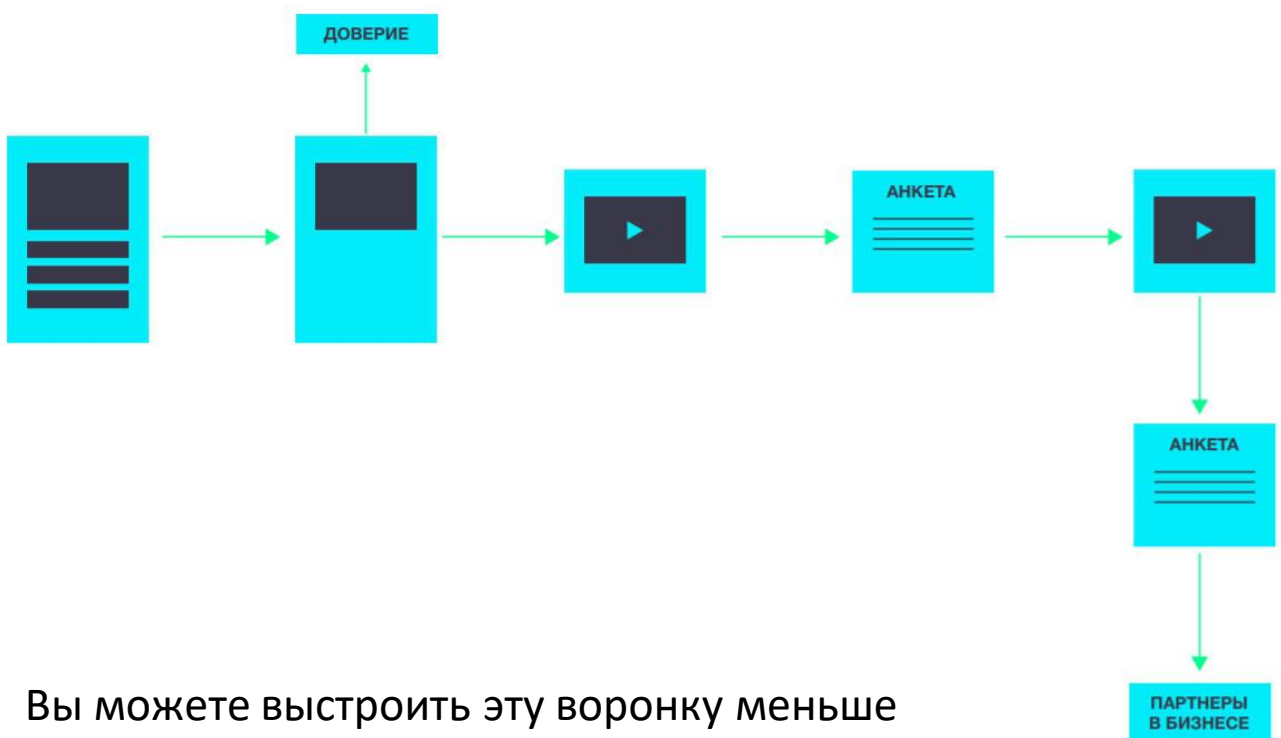 ДОВЕРИЕ
АНКЕТА
АНКЕТА
Вы можете выстроить эту воронку меньше
ПАРТНЕРЫ
В БИЗНЕСЕ